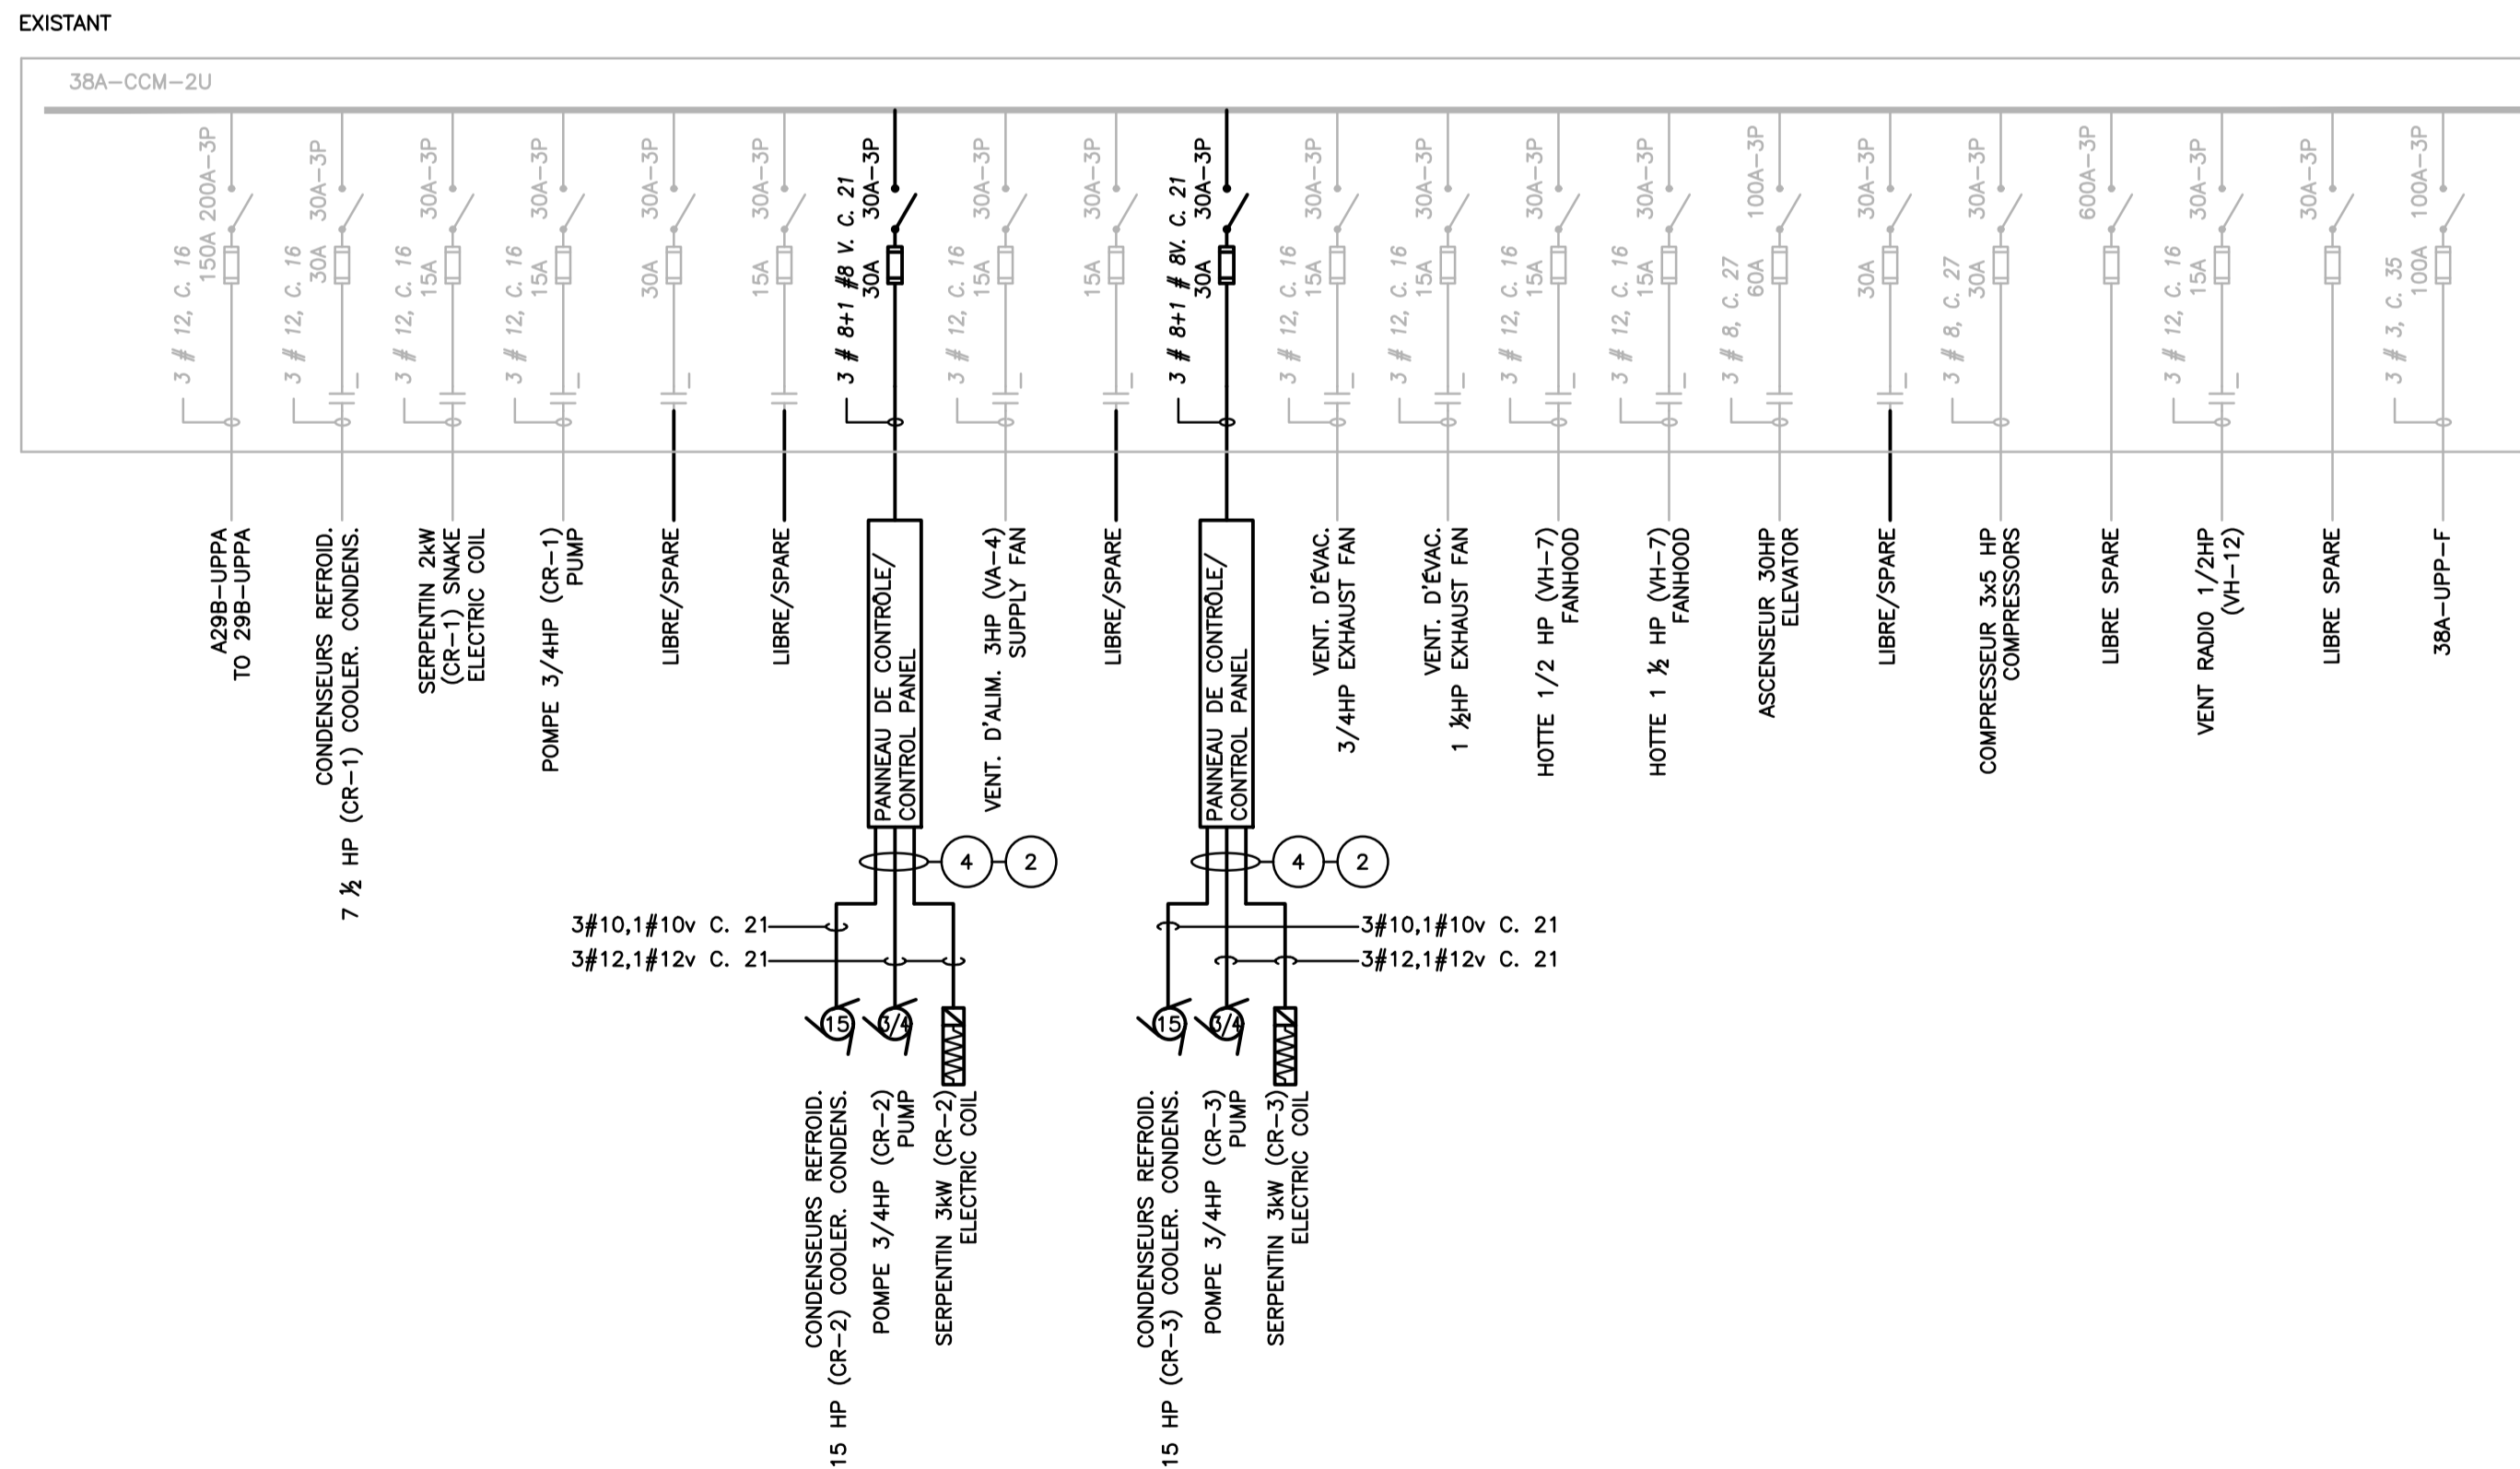 EXISTANT
38A-CCM-2U
3 # 12, C. 16
150A 200A-3P
A29B-UPPA
TO 29B-UPPA
3 # 12, C. 16
30A 30A-3P
CONDENSEURS REFROID.
7 ½ HP (CR-1) COOLER. CONDENS.
3 # 12, C. 16
15A 30A-3P
SERPENTIN 2kW
(CR-1) SNAKE
ELECTRIC COIL
3 # 12, C. 16
15A 30A-3P
POMPE 3/4HP (CR-1)
PUMP
30A 30A-3P
LIBRE/SPARE
15A 30A-3P
LIBRE/SPARE
3 # 8+1 #8 V. C. 21
30A 30A-3P
PANNEAU DE CONTRÔLE/
CONTROL PANEL
4
2
3#10,1#10v C. 21
3#12,1#12v C. 21
15
3/4
CONDENSEURS REFROID.
15 HP (CR-2) COOLER. CONDENS.
POMPE 3/4HP (CR-2)
PUMP
SERPENTIN 3kW (CR-2)
ELECTRIC COIL
3 # 12, C. 16
15A 30A-3P
VENT. D'ALIM. 3HP (VA-4)
SUPPLY FAN
15A 30A-3P
LIBRE/SPARE
3 # 8+1 # 8V. C. 21
30A 30A-3P
PANNEAU DE CONTRÔLE/
CONTROL PANEL
4
2
3#10,1#10v C. 21
3#12,1#12v C. 21
15
3/4
CONDENSEURS REFROID.
15 HP (CR-3) COOLER. CONDENS.
POMPE 3/4HP (CR-3)
PUMP
SERPENTIN 3kW (CR-3)
ELECTRIC COIL
3 # 12, C. 16
15A 30A-3P
VENT. D'ÉVAC.
3/4HP EXHAUST FAN
3 # 12, C. 16
15A 30A-3P
VENT. D'ÉVAC.
1 ½HP EXHAUST FAN
3 # 12, C. 16
15A 30A-3P
HOTTE 1/2 HP (VH-7)
FANHOOD
3 # 12, C. 16
15A 30A-3P
HOTTE 1 ½ HP (VH-7)
FANHOOD
3 # 8, C. 27
60A 100A-3P
ASCENSEUR 30HP
ELEVATOR
30A 30A-3P
LIBRE/SPARE
3 # 8, C. 27
30A 30A-3P
COMPRESSEUR 3x5 HP
COMPRESSORS
600A-3P
LIBRE SPARE
3 # 12, C. 16
15A 30A-3P
VENT RADIO 1/2HP
(VH-12)
30A-3P
LIBRE SPARE
3 # 3, C. 35
100A 100A-3P
38A-UPP-F